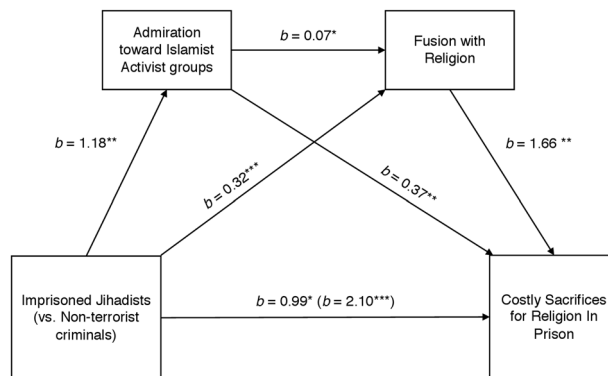 Admiration
toward Islamist
Activist groups
b = 0.07*
Fusion with
Religion
b = 1.18**
b = 0.32***
b = 0.37**
b = 1.66 **
Imprisoned Jihadists
(vs. Non-terrorist
criminals)
b = 0.99* (b = 2.10***)
Costly Sacrifices
for Religion In
Prison